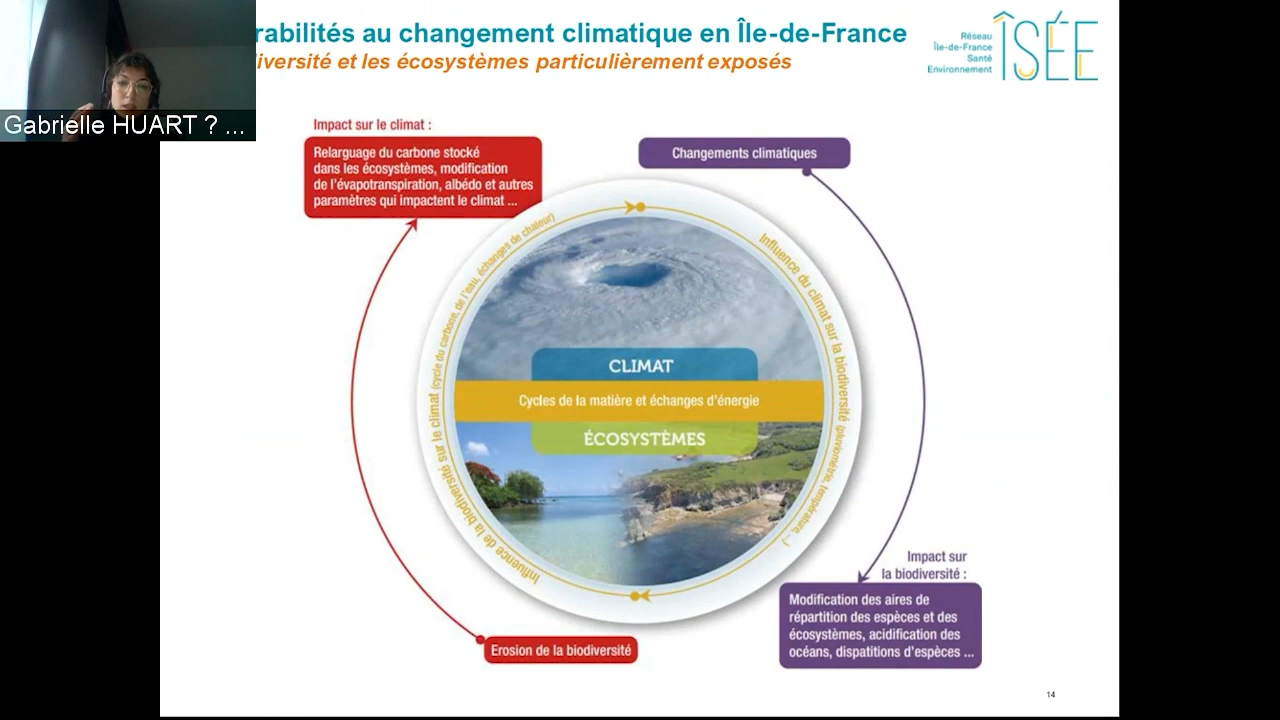 rabilités au changement climatique en Île-de-France
iversité et les écosystèmes particulièrement exposés
Réseau
Île-de-France
Santé
Environnement
ÎSÉE
Gabrielle HUART ? ...
Impact sur le climat :
Relarguage du carbone stocké
dans les écosystèmes, modification
de l'évapotranspiration, albédo et autres
paramètres qui impactent le climat ...
Changements climatiques
Influence de la biodiversité sur le climat (cycle du carbone, de l'eau, échanges de chaleur)
Influence du climat sur la biodiversité (pluviométrie, température, ...)
CLIMAT
Cycles de la matière et échanges d'énergie
ÉCOSYSTÈMES
Impact sur
la biodiversité :
Modification des aires de
répartition des espèces et des
écosystèmes, acidification des
océans, dispatitions d'espèces ...
Erosion de la biodiversité
14